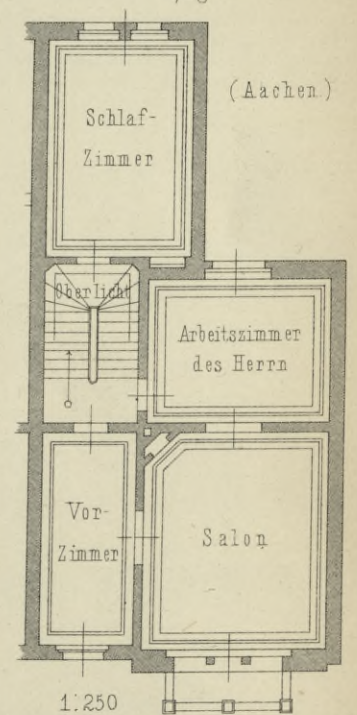 (Aachen)
Schlaf-
Zimmer
Oberlicht
Arbeitszimmer
des Herrn
Vor-
Zimmer
Salon
1:250